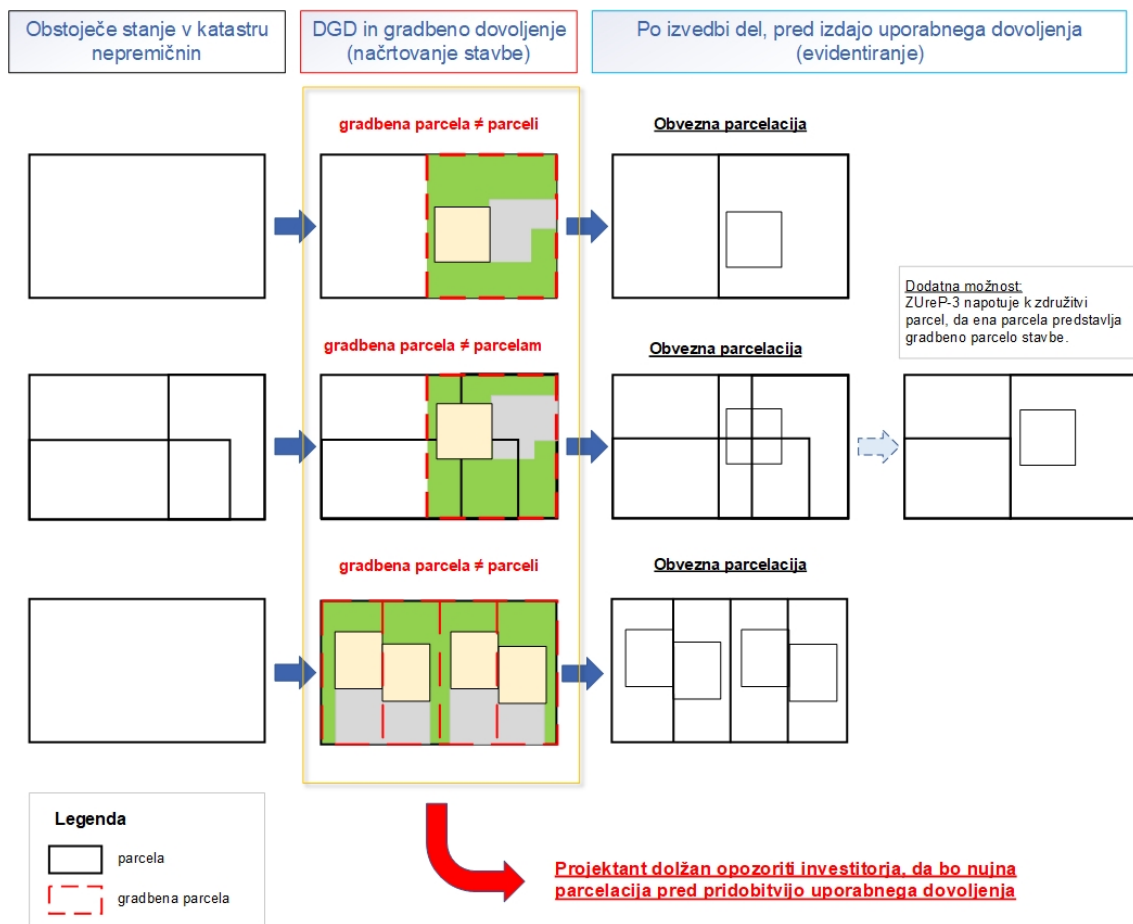 Obstoječe stanje v katastru
nepremičnin
DGD in gradbeno dovoljenje
(načrtovanje stavbe)
Po izvedbi del, pred izdajo uporabnega dovoljenja
(evidentiranje)
gradbena parcela ≠ parceli
Obvezna parcelacija
Dodatna možnost:
ZUreP-3 napotuje k združitvi
parcel, da ena parcela predstavlja
gradbeno parcelo stavbe.
gradbena parcela ≠ parcelam
Obvezna parcelacija
gradbena parcela ≠ parceli
Obvezna parcelacija
Legenda
parcela
gradbena parcela
Projektant dolžan opozoriti investitorja, da bo nujna
parcelacija pred pridobitvijo uporabnega dovoljenja